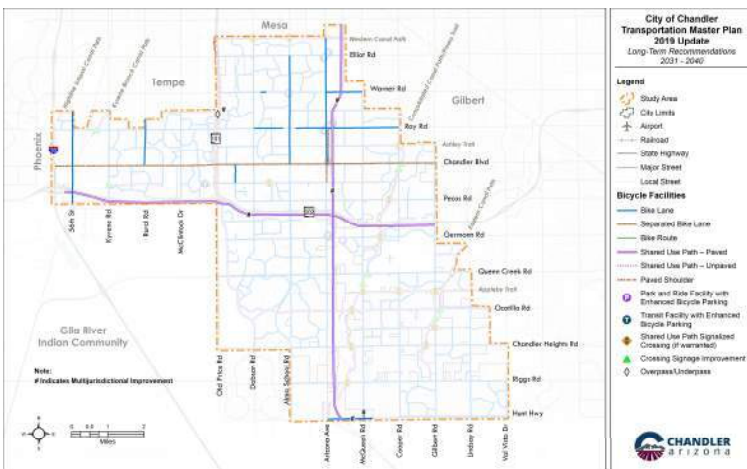 City of Chandler
Transportation Master Plan
2019 Update
Long-Term Recommendations
2031 - 2040
Legend
Study Area
City Limits
Airport
Railroad
State Highway
Major Street
Local Street
Bicycle Facilities
Bike Lane
Separated Bike Lane
Bike Route
Shared Use Path – Paved
Shared Use Path – Unpaved
Paved Shoulder
Park and Ride Facility with
Enhanced Bicycle Parking
Transit Facility with Enhanced
Bicycle Parking
Shared Use Path Signalized
Crossing (if warranted)
Crossing Signage Improvement
Overpass/Underpass
CHANDLER
arizona
Mesa
Tempe
Gilbert
Phoenix
Gila River
Indian Community
Western Canal Path
Elliot Rd
Warner Rd
Ray Rd
Ashley Trail
Chandler Blvd
Pecos Rd
Germann Rd
Queen Creek Rd
Appleby Trail
Ocotillo Rd
Chandler Heights Rd
Riggs Rd
Hunt Hwy
56th St
Kyrene Rd
Rural Rd
McClintock Dr
Old Price Rd
Dobson Rd
Alma School Rd
Arizona Ave
McQueen Rd
Cooper Rd
Gilbert Rd
Lindsay Rd
Val Vista Dr
Note:
# Indicates Multijurisdictional Improvement
0 0.5 1 2
Miles